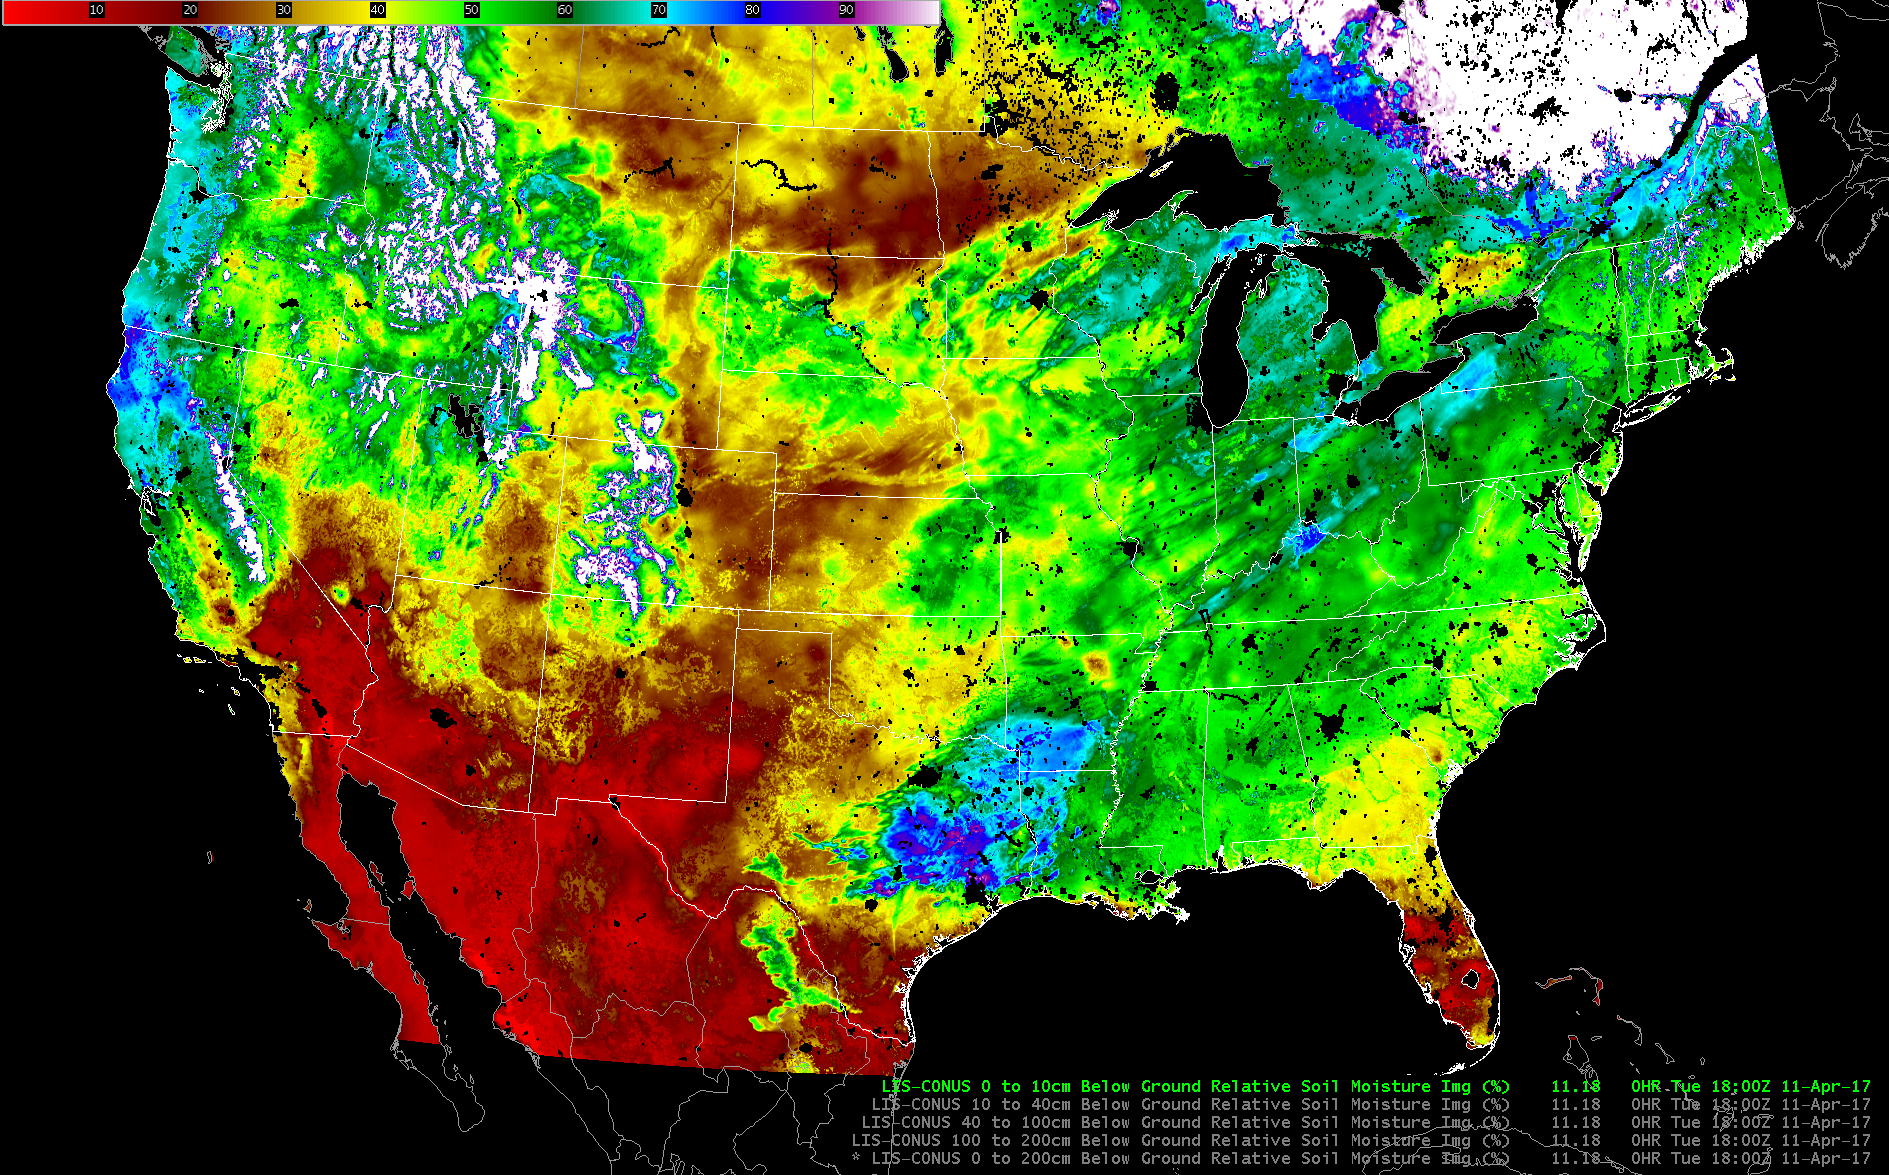 10 20 30 40 50 60 70 80 90
LIS-CONUS 0 to 10cm Below Ground Relative Soil Moisture Img (%) 11.18 0HR Tue 18:00Z 11-Apr-17
LIS-CONUS 10 to 40cm Below Ground Relative Soil Moisture Img (%) 11.18 0HR Tue 18:00Z 11-Apr-17
LIS-CONUS 40 to 100cm Below Ground Relative Soil Moisture Img (%) 11.18 0HR Tue 18:00Z 11-Apr-17
LIS-CONUS 100 to 200cm Below Ground Relative Soil Moisture Img (%) 11.18 0HR Tue 18:00Z 11-Apr-17
* LIS-CONUS 0 to 200cm Below Ground Relative Soil Moisture Img (%) 11.18 0HR Tue 18:00Z 11-Apr-17